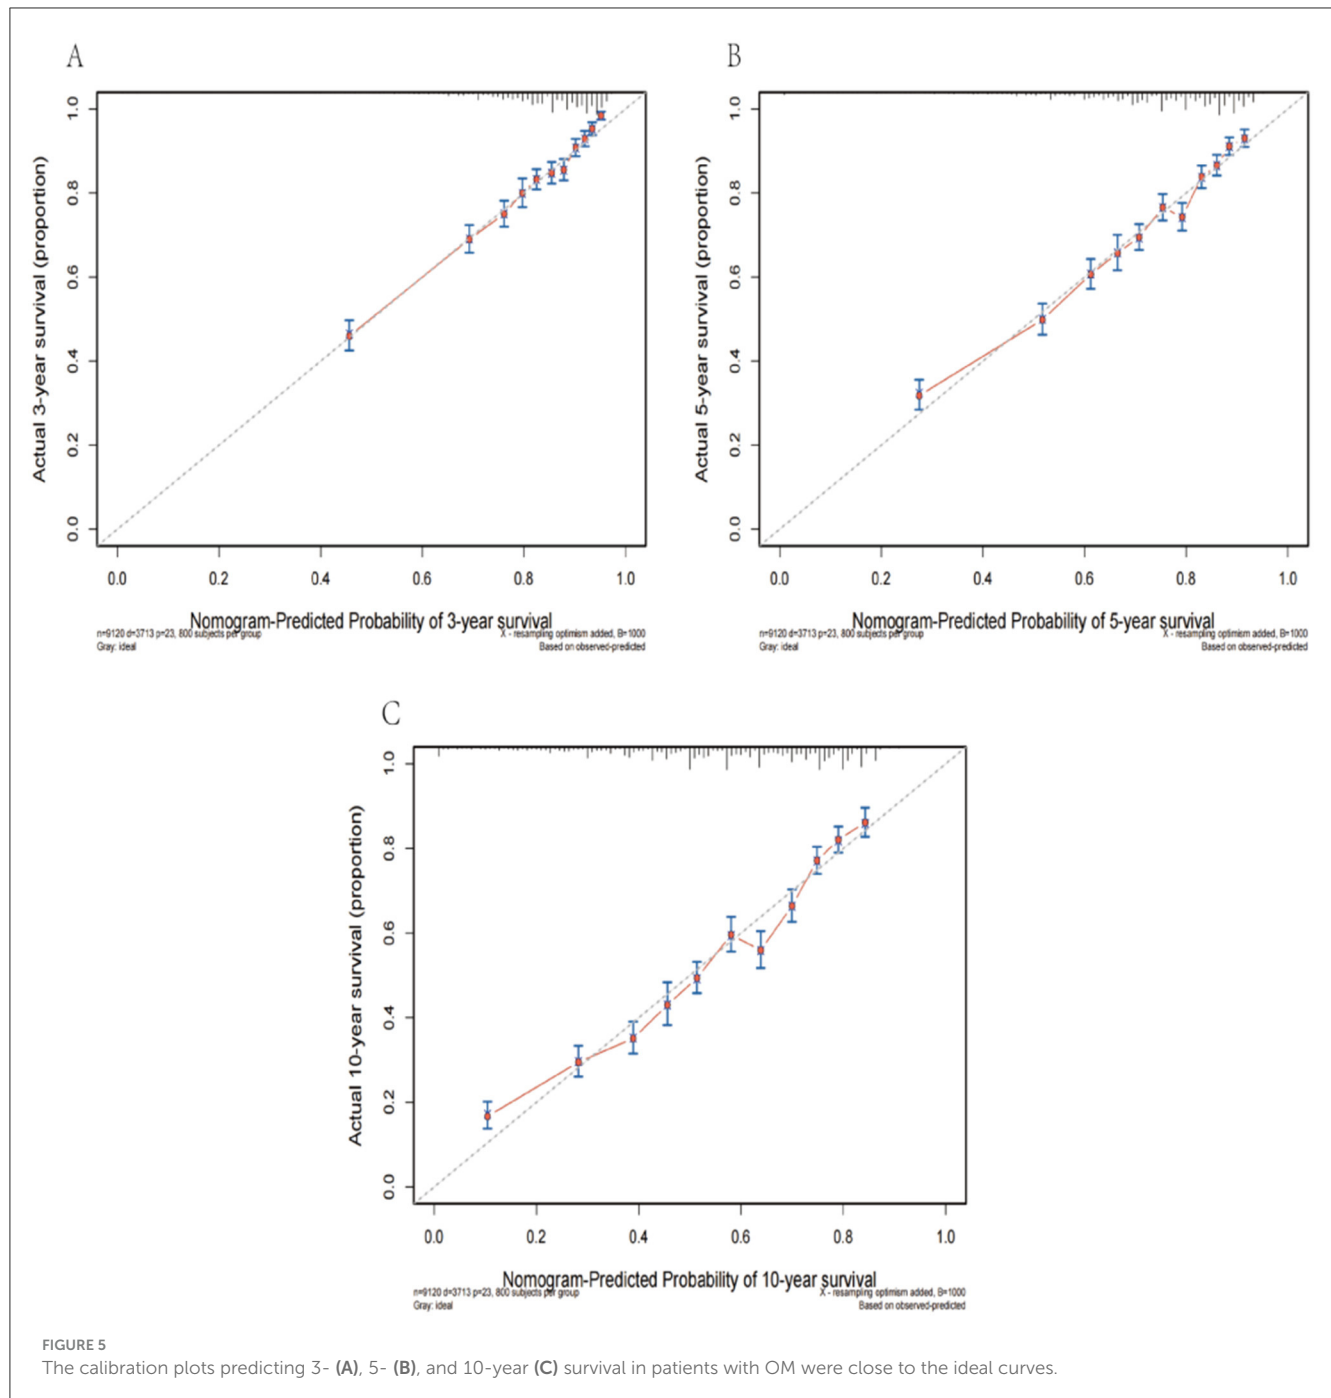 A
Actual 3-year survival (proportion)
1.0
0.8
0.6
0.4
0.2
0.0
0.0 0.2 0.4 0.6 0.8 1.0
Nomogram-Predicted Probability of 3-year survival
n=9120 d=3713 p=23, 800 subjects per group
X - resampling optimism added, B=1000
Gray: ideal
Based on observed-predicted
B
Actual 5-year survival (proportion)
1.0
0.8
0.6
0.4
0.2
0.0
0.0 0.2 0.4 0.6 0.8 1.0
Nomogram-Predicted Probability of 5-year survival
n=9120 d=3713 p=23, 800 subjects per group
X - resampling optimism added, B=1000
Gray: ideal
Based on observed-predicted
C
Actual 10-year survival (proportion)
1.0
0.8
0.6
0.4
0.2
0.0
0.0 0.2 0.4 0.6 0.8 1.0
Nomogram-Predicted Probability of 10-year survival
n=9120 d=3713 p=23, 800 subjects per group
X - resampling optimism added, B=1000
Gray: ideal
Based on observed-predicted
FIGURE 5
The calibration plots predicting 3- (A), 5- (B), and 10-year (C) survival in patients with OM were close to the ideal curves.